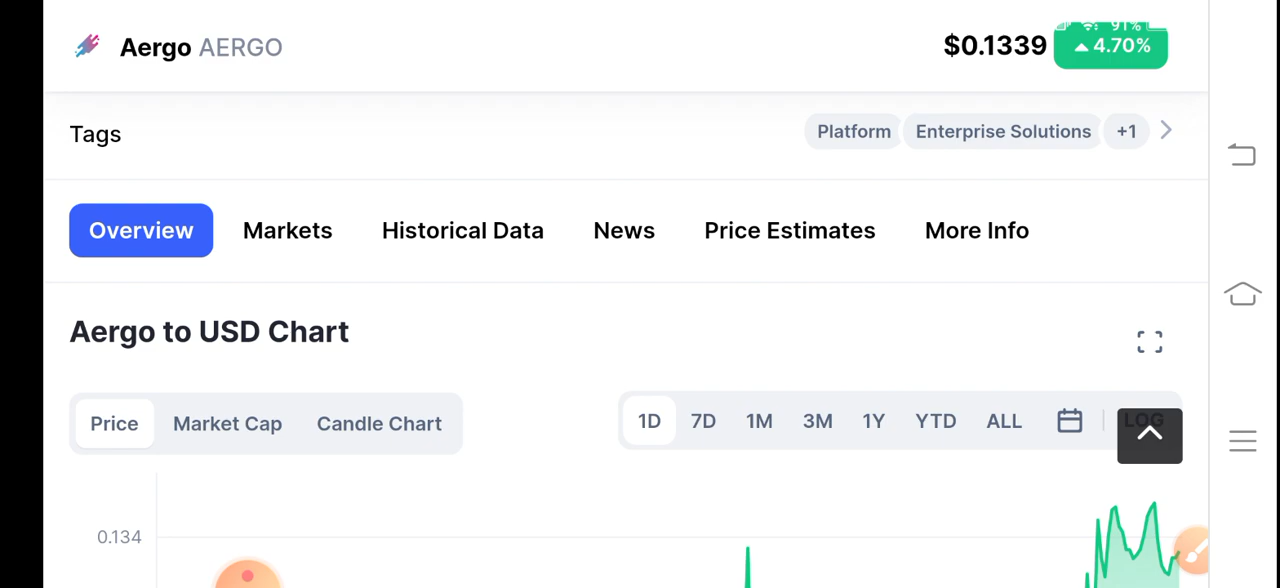 Aergo AERGO $0.1339 91% 4.70%
Tags Platform Enterprise Solutions +1
Overview Markets Historical Data News Price Estimates More Info
Aergo to USD Chart
Price Market Cap Candle Chart 1D 7D 1M 3M 1Y YTD ALL LOG
0.134